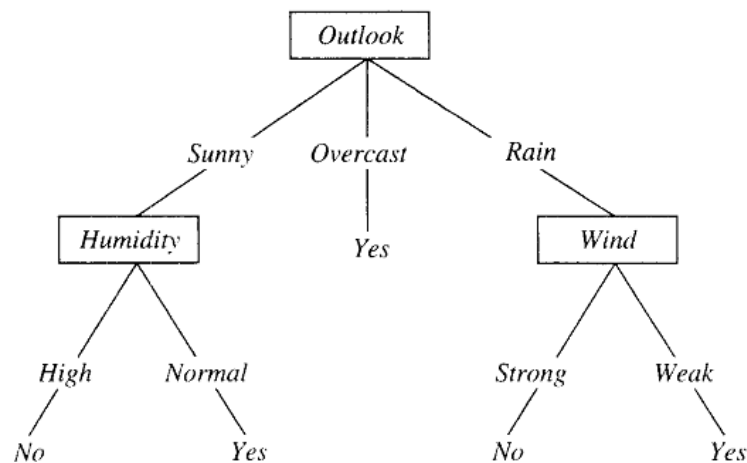 Outlook
Sunny Overcast Rain
Humidity Yes Wind
High Normal Strong Weak
No Yes No Yes